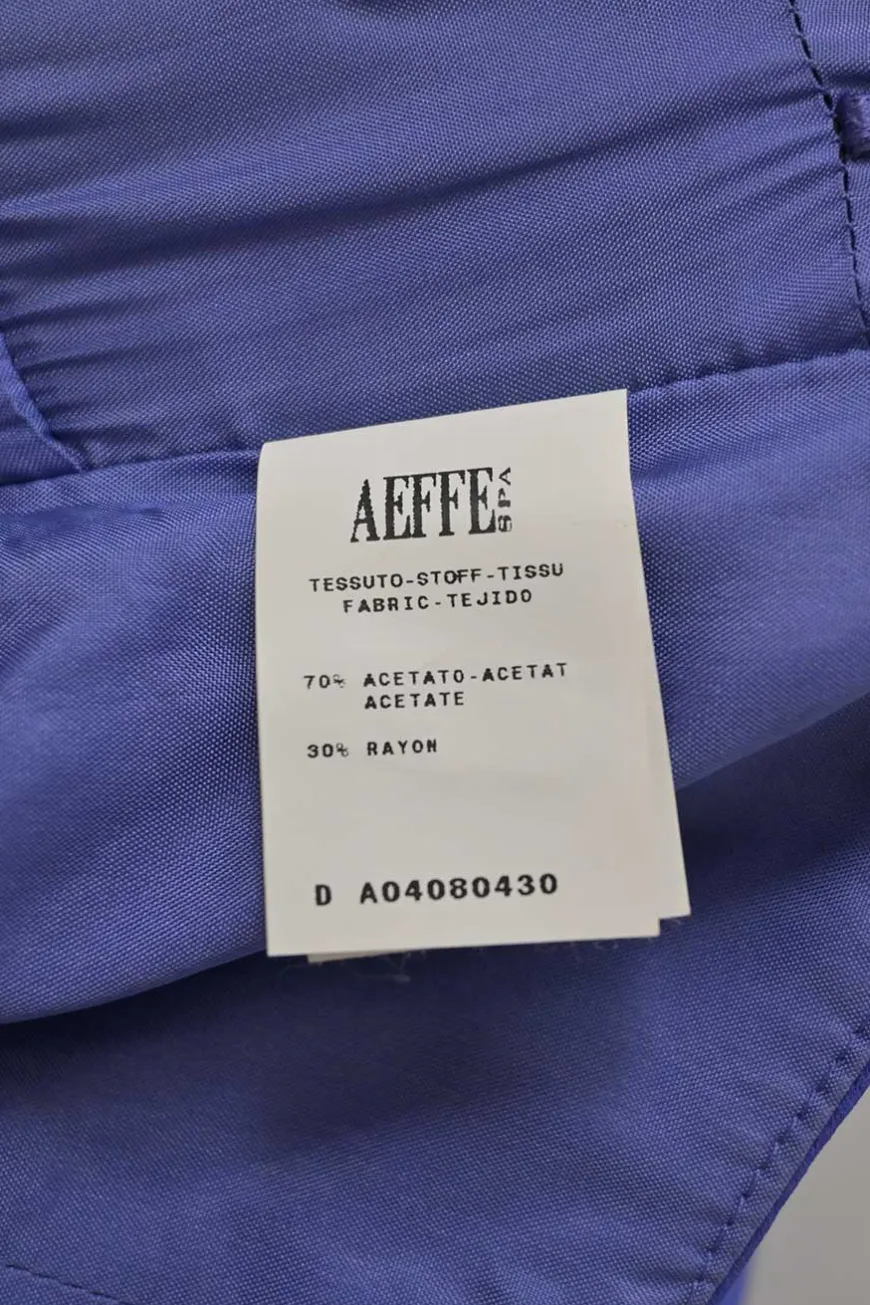 AEFFE SPA
TESSUTO-STOFF-TISSU
FABRIC-TEJIDO
70% ACETATO-ACETAT
ACETATE
30% RAYON
D A04080430